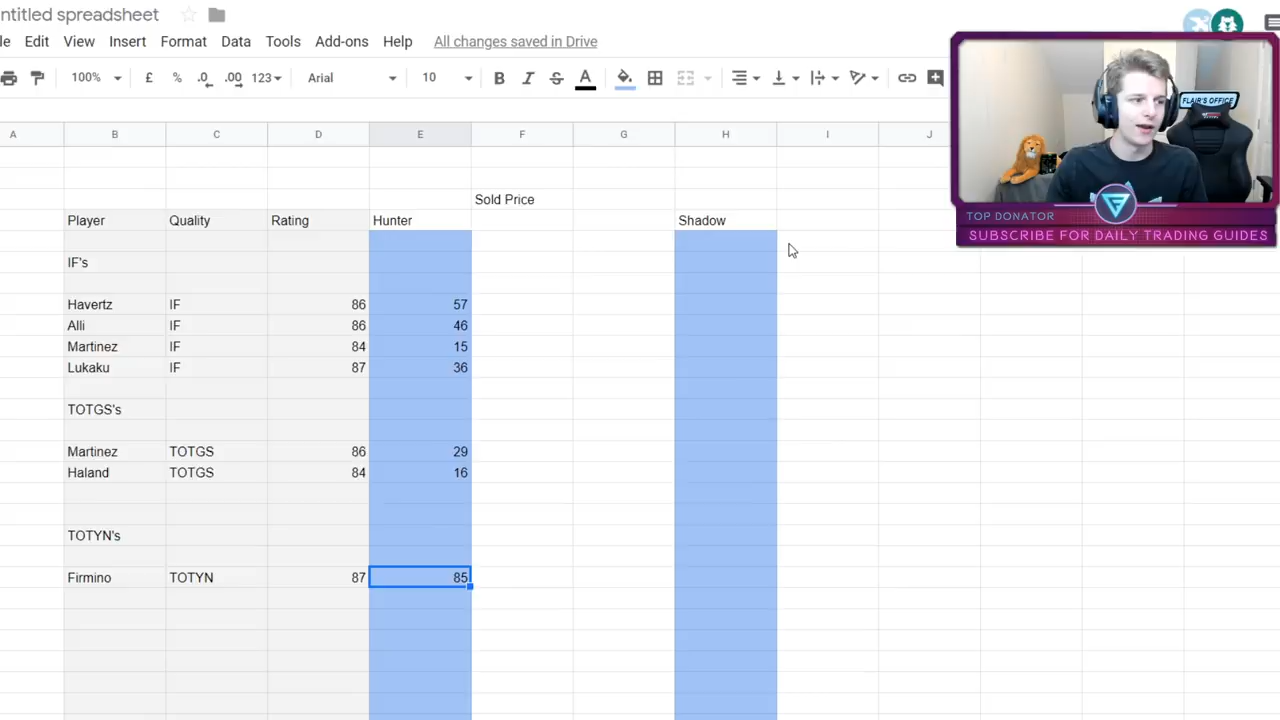 ntitled spreadsheet
le Edit View Insert Format Data Tools Add-ons Help All changes saved in Drive
100% £ % .0 .00 123 Arial 10 B I S A
A B C D E F G H I J
Sold Price
Player Quality Rating Hunter Shadow
IF's
Havertz IF 86 57
Alli IF 86 46
Martinez IF 84 15
Lukaku IF 87 36
TOTGS's
Martinez TOTGS 86 29
Haland TOTGS 84 16
TOTYN's
Firmino TOTYN 87 85
FLAIR'S OFFICE
TOP DONATOR
SUBSCRIBE FOR DAILY TRADING GUIDES